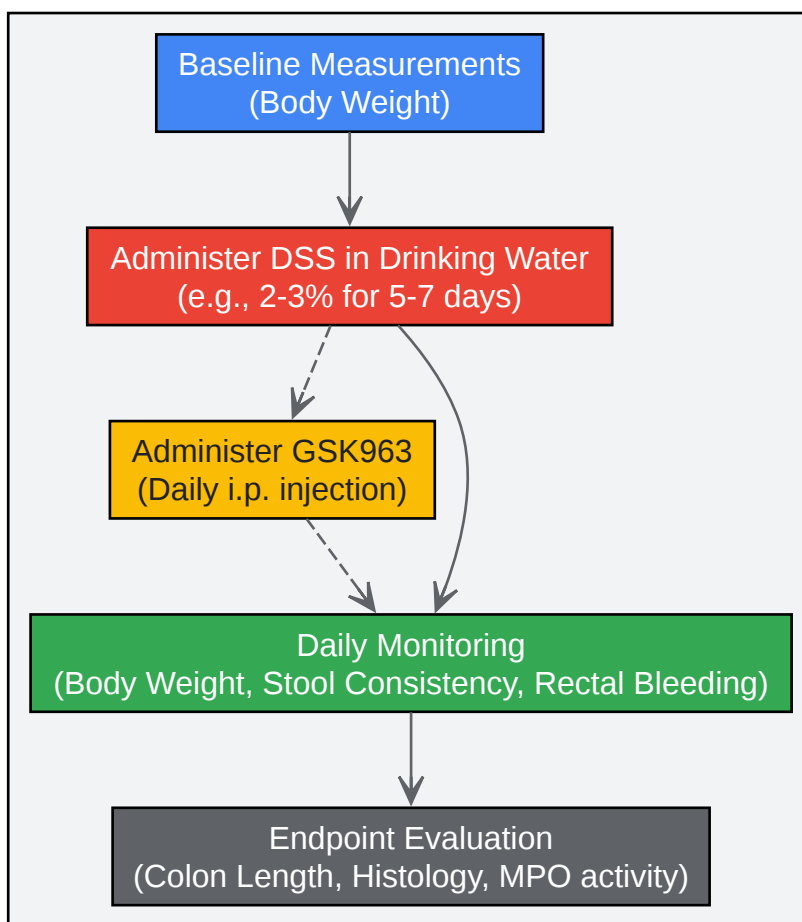 Baseline Measurements
(Body Weight)
Administer DSS in Drinking Water
(e.g., 2-3% for 5-7 days)
Administer GSK963
(Daily i.p. injection)
Daily Monitoring
(Body Weight, Stool Consistency, Rectal Bleeding)
Endpoint Evaluation
(Colon Length, Histology, MPO activity)